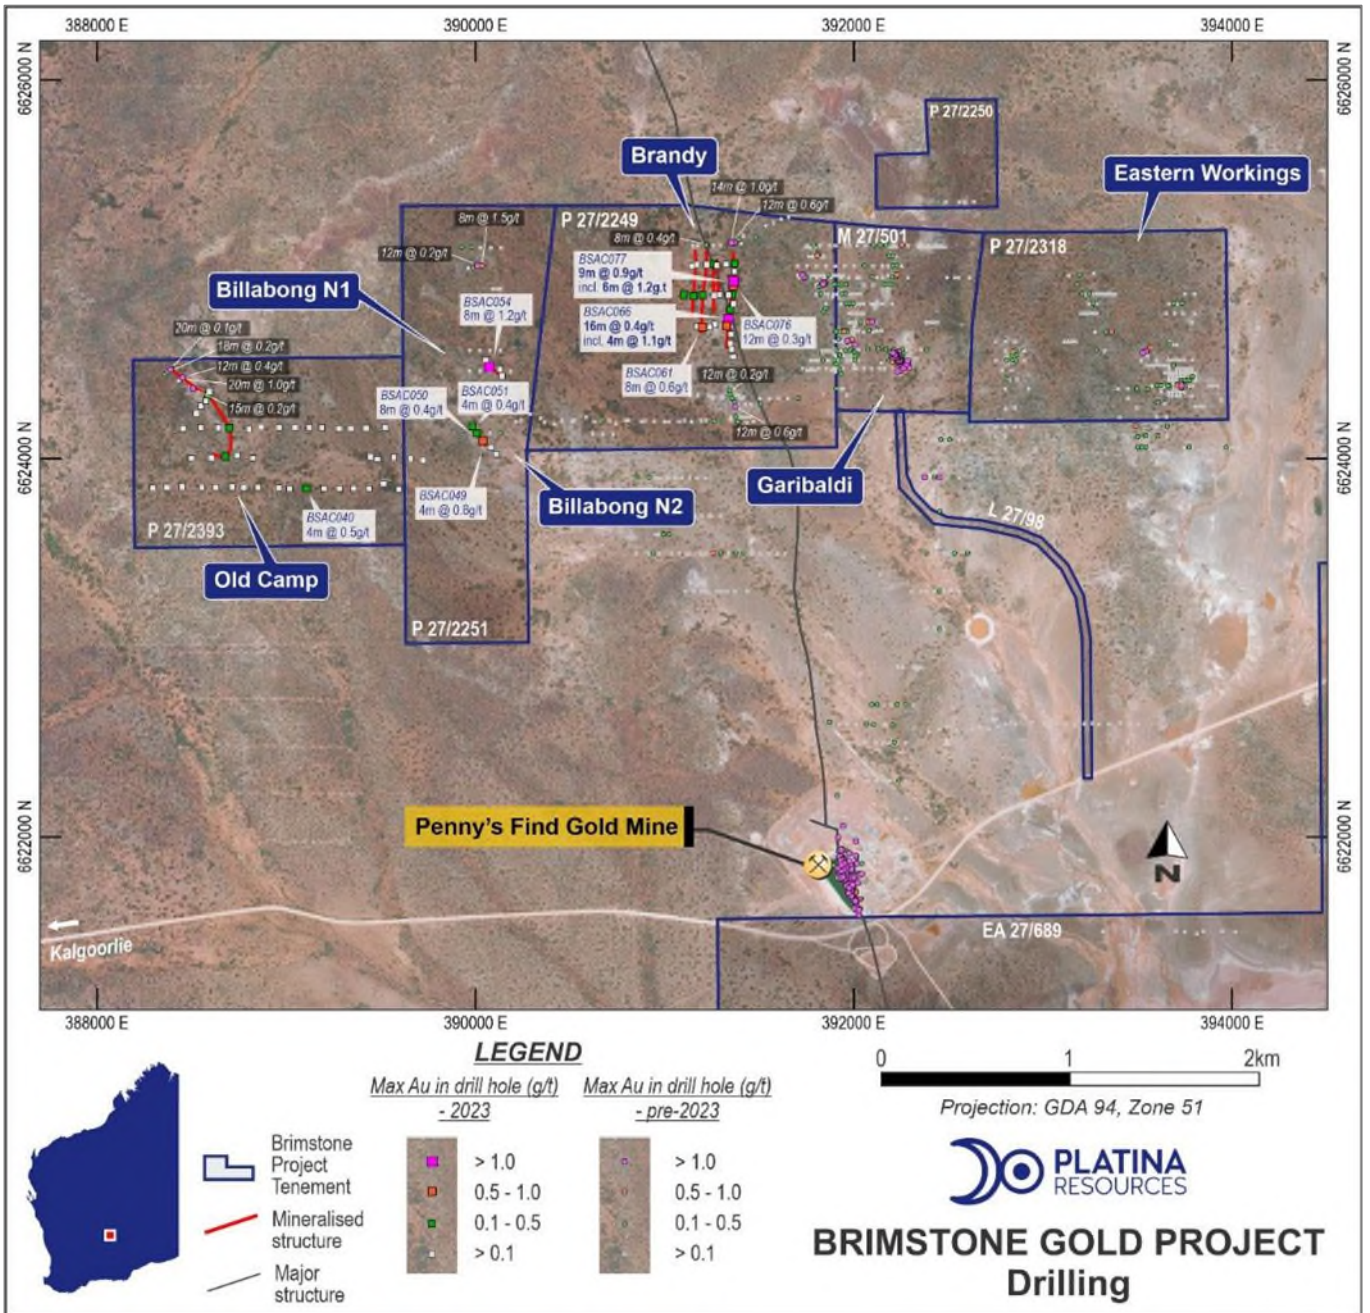 388000 E
390000 E
392000 E
394000 E
6626000 N
6626000 N
P 27/2250
Brandy
Eastern Workings
14m @ 1.0g/t
12m @ 0.6g/t
8m @ 1.5g/t
P 27/2249
M 27/501
P 27/2318
8m @ 0.4g/t
12m @ 0.2g/t
BSAC077
9m @ 0.9g/t
incl. 6m @ 1.2g.t
Billabong N1
BSAC054
8m @ 1.2g/t
BSAC066
16m @ 0.4g/t
incl. 4m @ 1.1g/t
BSAC076
12m @ 0.3g/t
20m @ 0.1g/t
18m @ 0.2g/t
12m @ 0.4g/t
20m @ 1.0g/t
15m @ 0.2g/t
BSAC061
8m @ 0.6g/t
12m @ 0.2g/t
BSAC050
8m @ 0.4g/t
BSAC051
4m @ 0.4g/t
12m @ 0.6g/t
6624000 N
6624000 N
Garibaldi
BSAC049
4m @ 0.8g/t
Billabong N2
L 27/98
BSAC040
4m @ 0.5g/t
P 27/2393
Old Camp
P 27/2251
Penny's Find Gold Mine
6622000 N
6622000 N
N
Kalgoorlie
EA 27/689
388000 E
390000 E
392000 E
394000 E
LEGEND
Max Au in drill hole (g/t)
- 2023
Max Au in drill hole (g/t)
- pre-2023
Brimstone
Project
Tenement
Mineralised
structure
Major
structure
> 1.0
0.5 - 1.0
0.1 - 0.5
> 0.1
> 1.0
0.5 - 1.0
0.1 - 0.5
> 0.1
0
1
2km
Projection: GDA 94, Zone 51
PLATINA
RESOURCES
BRIMSTONE GOLD PROJECT
Drilling